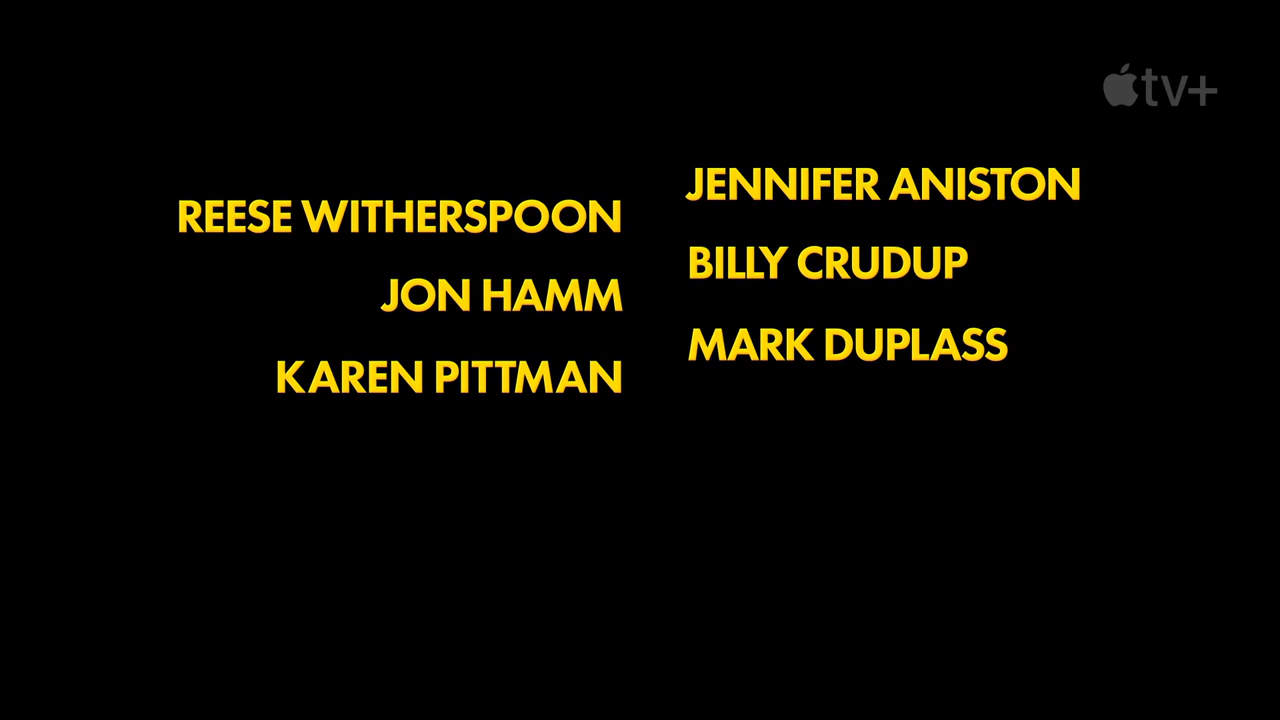 tv+
JENNIFER ANISTON
REESE WITHERSPOON
BILLY CRUDUP
JON HAMM
MARK DUPLASS
KAREN PITTMAN